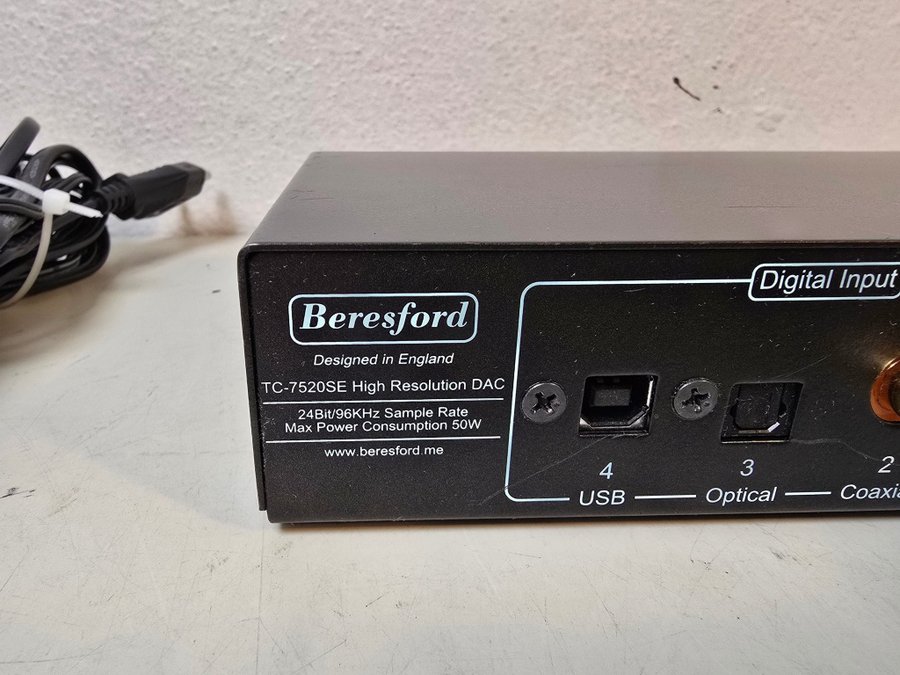 Beresford
Designed in England
TC-7520SE High Resolution DAC
24Bit/96KHz Sample Rate
Max Power Consumption 50W
www.beresford.me
Digital Input
4
USB
3
Optical
2
Coaxia